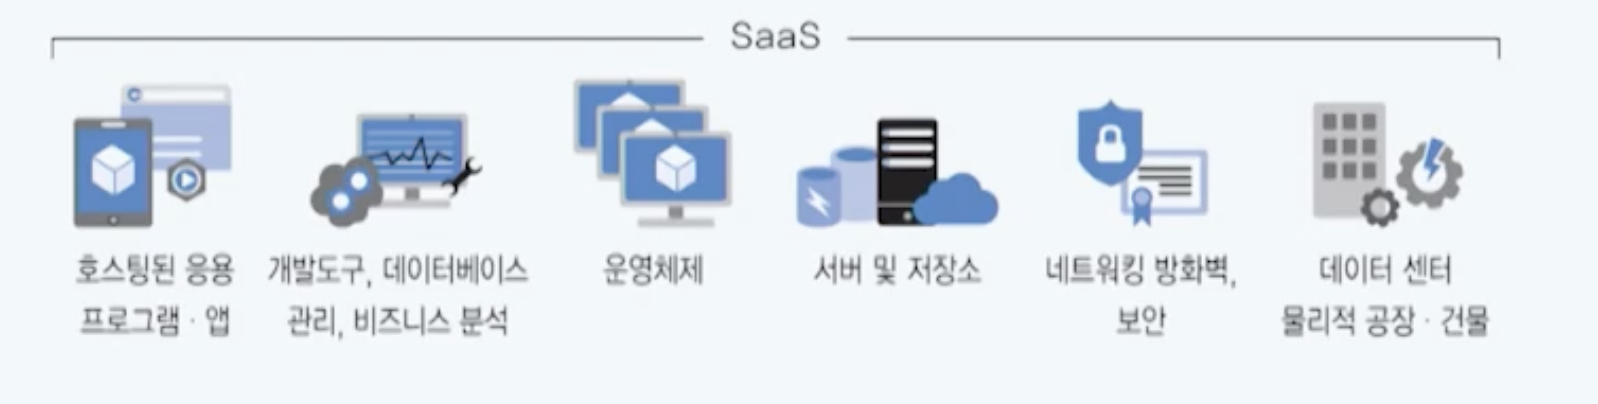 SaaS
호스팅된 응용
프로그램 · 앱
개발도구, 데이터베이스
관리, 비즈니스 분석
운영체제
서버 및 저장소
네트워킹 방화벽,
보안
데이터 센터
물리적 공장 · 건물